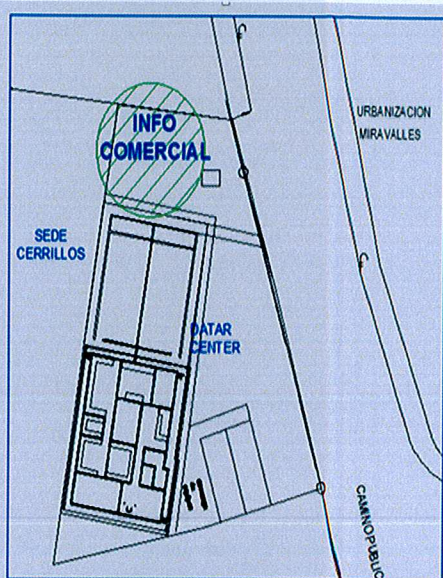 URBANIZACION
MIRAVALLES
INFO
COMERCIAL
SEDE
CERRILLOS
DATAR
CENTER
CAMINO PUBLIC